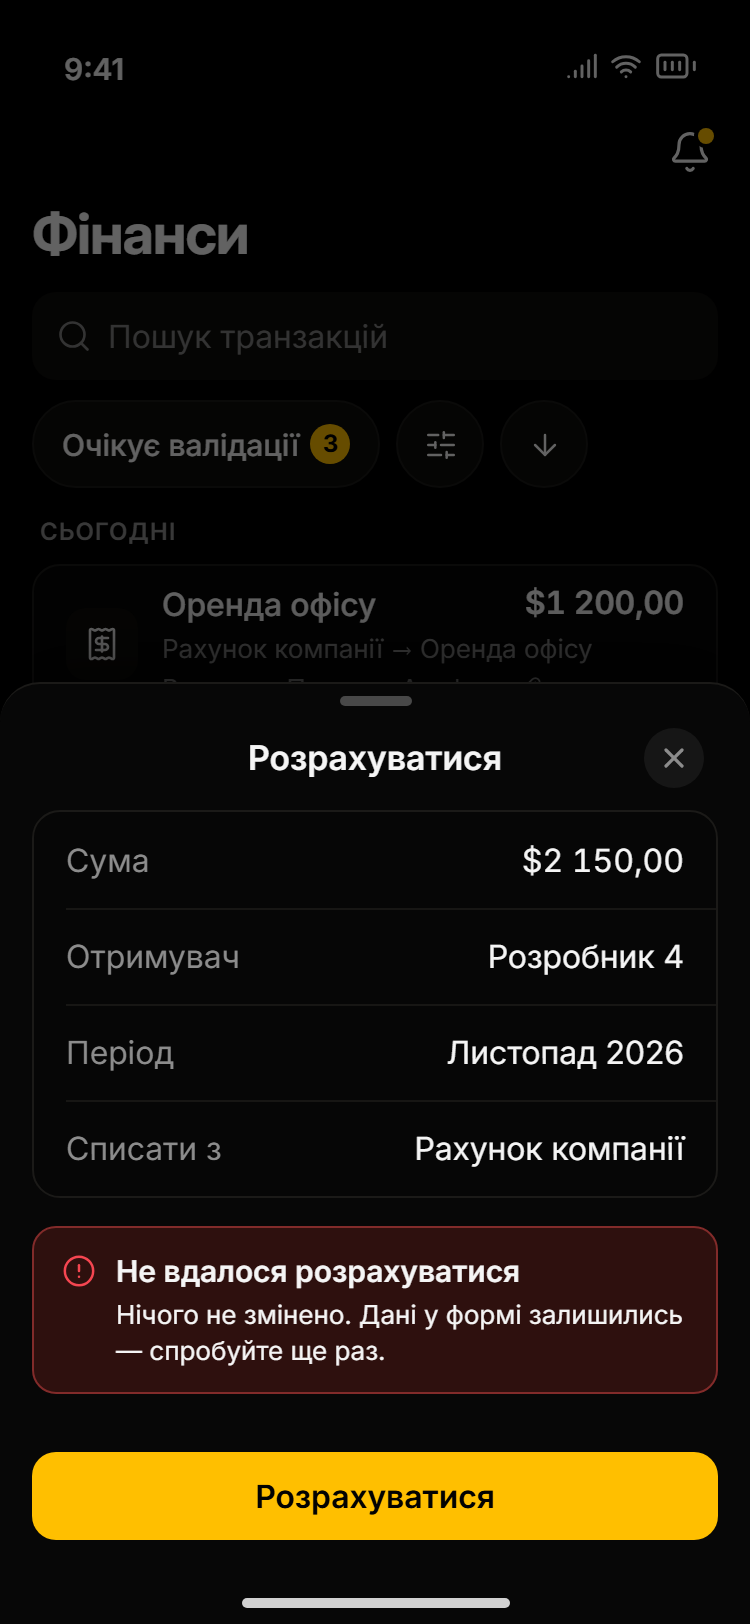 9:41
Фінанси
Пошук транзакцій
Очікує валідації 3
СЬОГОДНІ
Оренда офісу $1 200,00
Рахунок компанії → Оренда офісу
Розрахуватися
Сума $2 150,00
Отримувач Розробник 4
Період Листопад 2026
Списати з Рахунок компанії
Не вдалося розрахуватися
Нічого не змінено. Дані у формі залишились
— спробуйте ще раз.
Розрахуватися